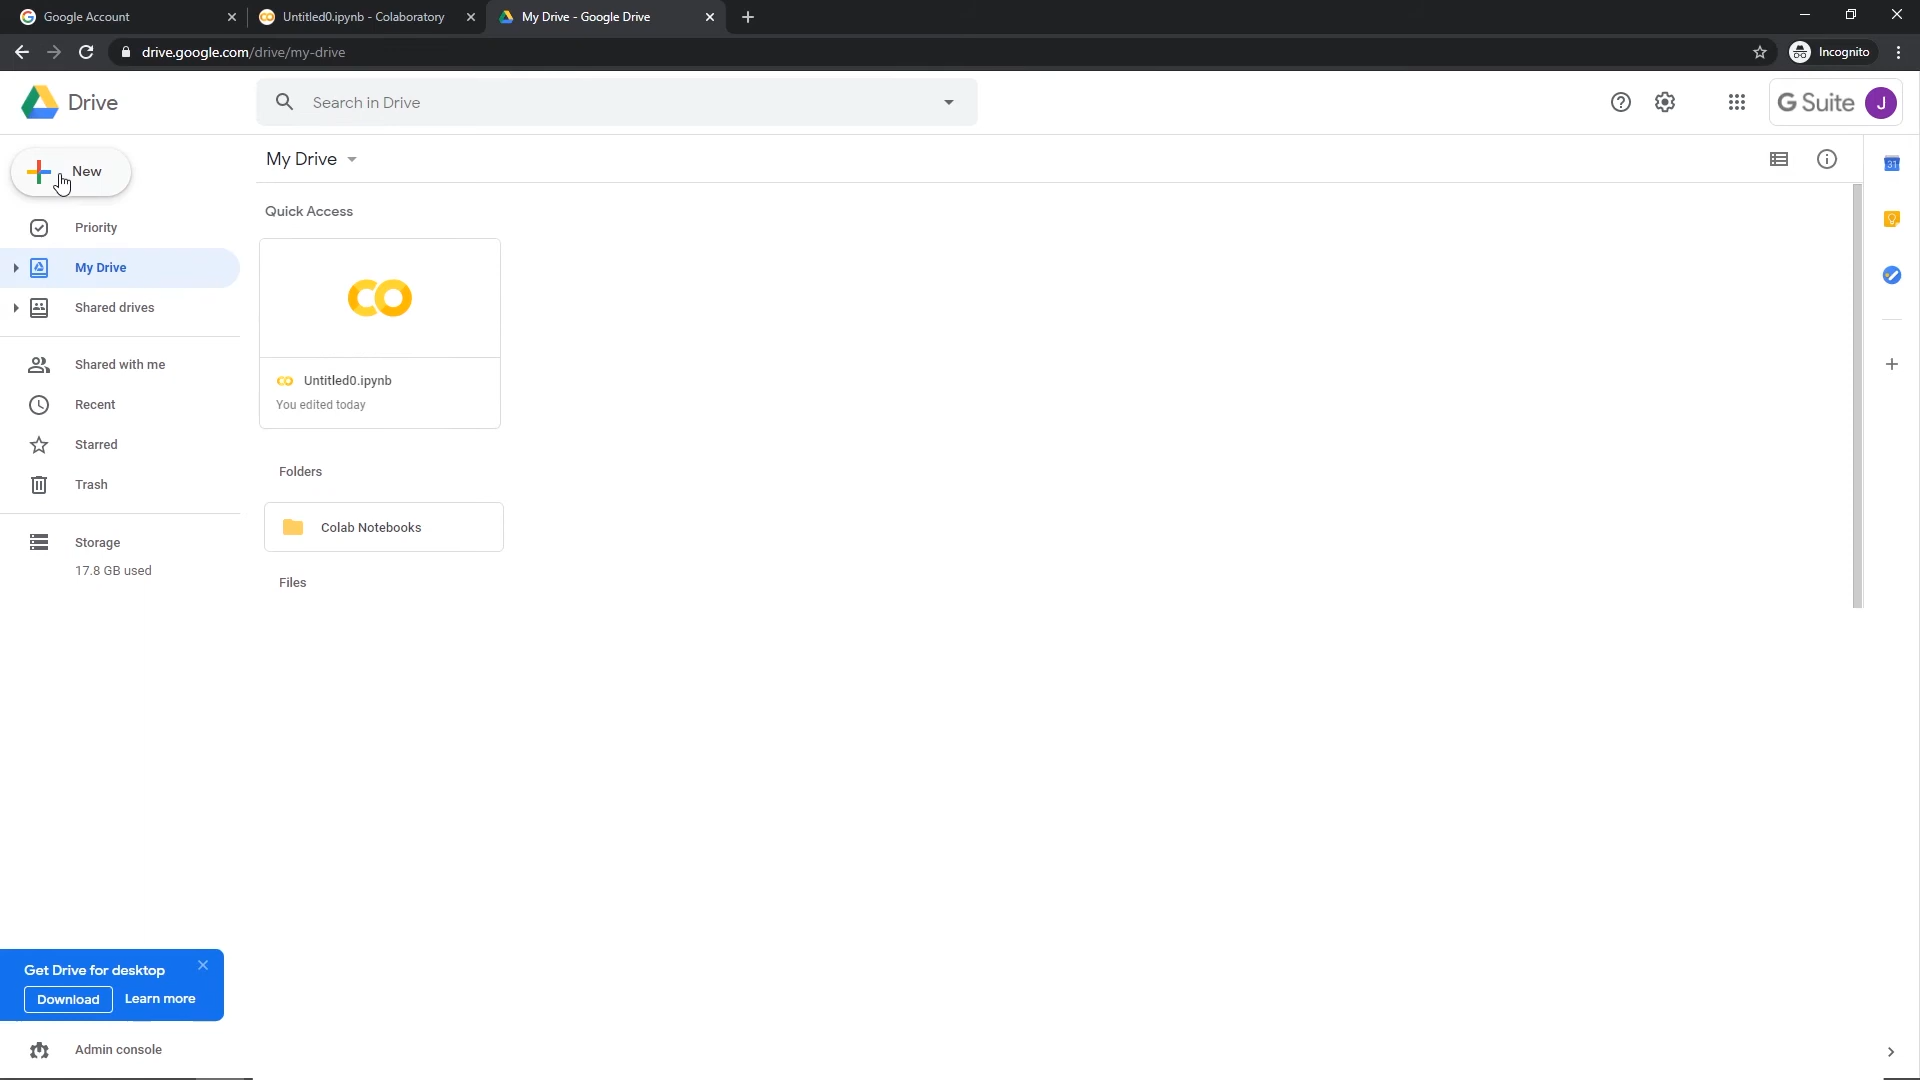 Google Account
Untitled0.ipynb - Colaboratory
My Drive - Google Drive
drive.google.com/drive/my-drive
Incognito
Drive
Search in Drive
G Suite
J
New
My Drive
31
Priority
My Drive
Shared drives
Shared with me
Recent
Starred
Trash
Storage
17.8 GB used
Quick Access
Untitled0.ipynb
You edited today
Folders
Colab Notebooks
Files
Get Drive for desktop
Download
Learn more
Admin console